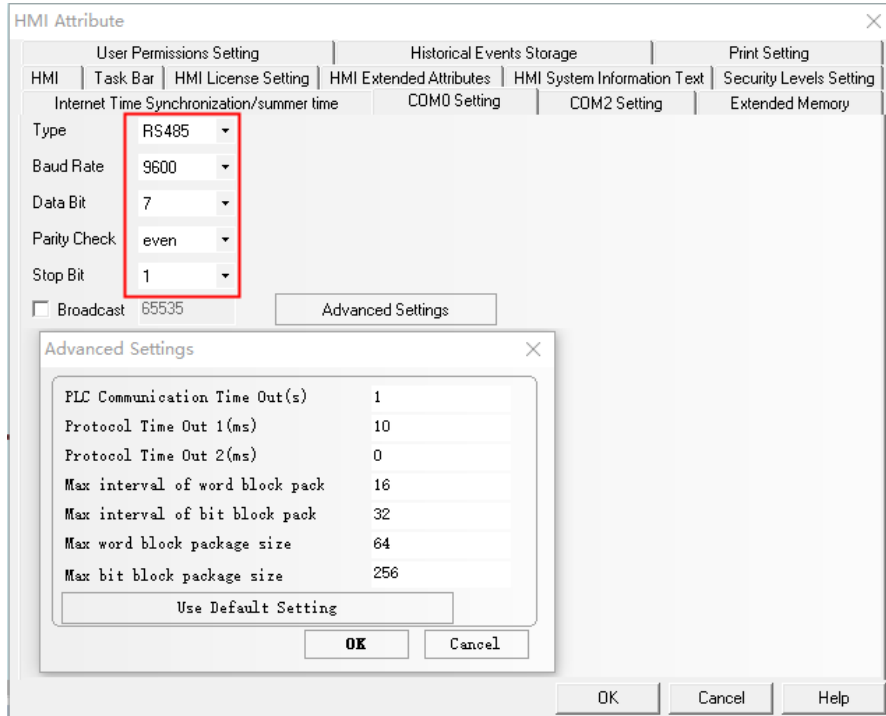 HMI Attribute
User Permissions Setting Historical Events Storage Print Setting
HMI Task Bar HMI License Setting HMI Extended Attributes HMI System Information Text Security Levels Setting
Internet Time Synchronization/summer time COM0 Setting COM2 Setting Extended Memory
Type RS485
Baud Rate 9600
Data Bit 7
Parity Check even
Stop Bit 1
Broadcast 65535 Advanced Settings
Advanced Settings
PLC Communication Time Out(s) 1
Protocol Time Out 1(ms) 10
Protocol Time Out 2(ms) 0
Max interval of word block pack 16
Max interval of bit block pack 32
Max word block package size 64
Max bit block package size 256
Use Default Setting
OK Cancel
OK Cancel Help